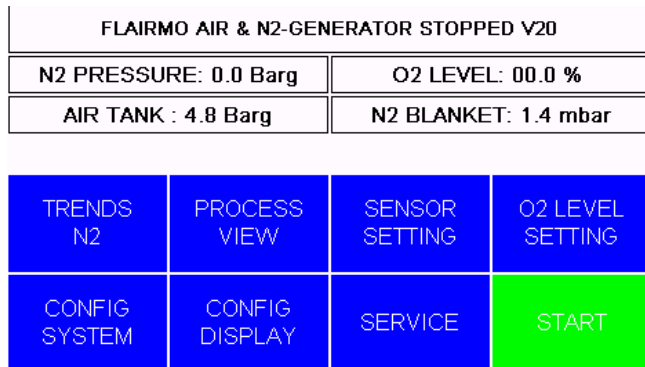 FLAIRMO AIR & N2-GENERATOR STOPPED V20
N2 PRESSURE: 0.0 Barg
O2 LEVEL: 00.0 %
AIR TANK : 4.8 Barg
N2 BLANKET: 1.4 mbar
TRENDS
N2
PROCESS
VIEW
SENSOR
SETTING
O2 LEVEL
SETTING
CONFIG
SYSTEM
CONFIG
DISPLAY
SERVICE
START